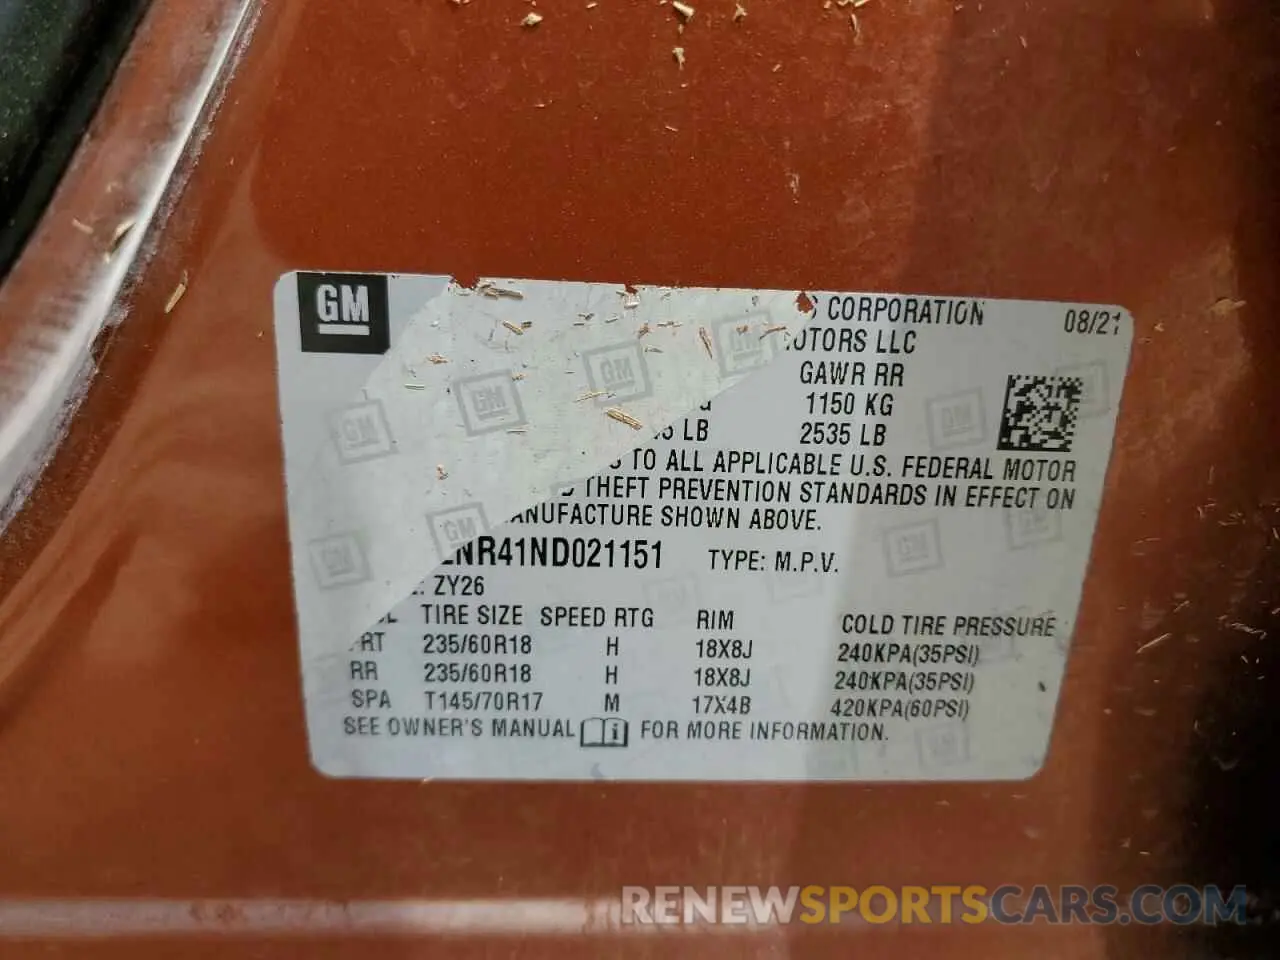 GM
CORPORATION 08/21
MOTORS LLC
GAWR RR
1150 KG
LB 2535 LB
TO ALL APPLICABLE U.S. FEDERAL MOTOR
THEFT PREVENTION STANDARDS IN EFFECT ON
MANUFACTURE SHOWN ABOVE.
NR41ND021151 TYPE: M.P.V.
ZY26
TIRE SIZE SPEED RTG RIM COLD TIRE PRESSURE
FRT 235/60R18 H 18X8J 240KPA(35PSI)
RR 235/60R18 H 18X8J 240KPA(35PSI)
SPA T145/70R17 M 17X4B 420KPA(60PSI)
SEE OWNER'S MANUAL FOR MORE INFORMATION.
RENEWSPORTSCARS.COM